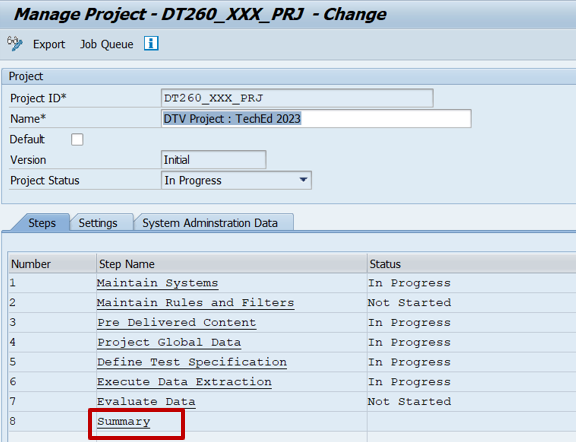 Manage Project - DT260_XXX_PRJ - Change
Export Job Queue
Project
Project ID* DT260_XXX_PRJ
Name* DTV Project : TechEd 2023
Default
Version Initial
Project Status In Progress
Steps Settings System Adminstration Data
Number Step Name Status
1 Maintain Systems In Progress
2 Maintain Rules and Filters Not Started
3 Pre Delivered Content In Progress
4 Project Global Data In Progress
5 Define Test Specification In Progress
6 Execute Data Extraction In Progress
7 Evaluate Data Not Started
8 Summary